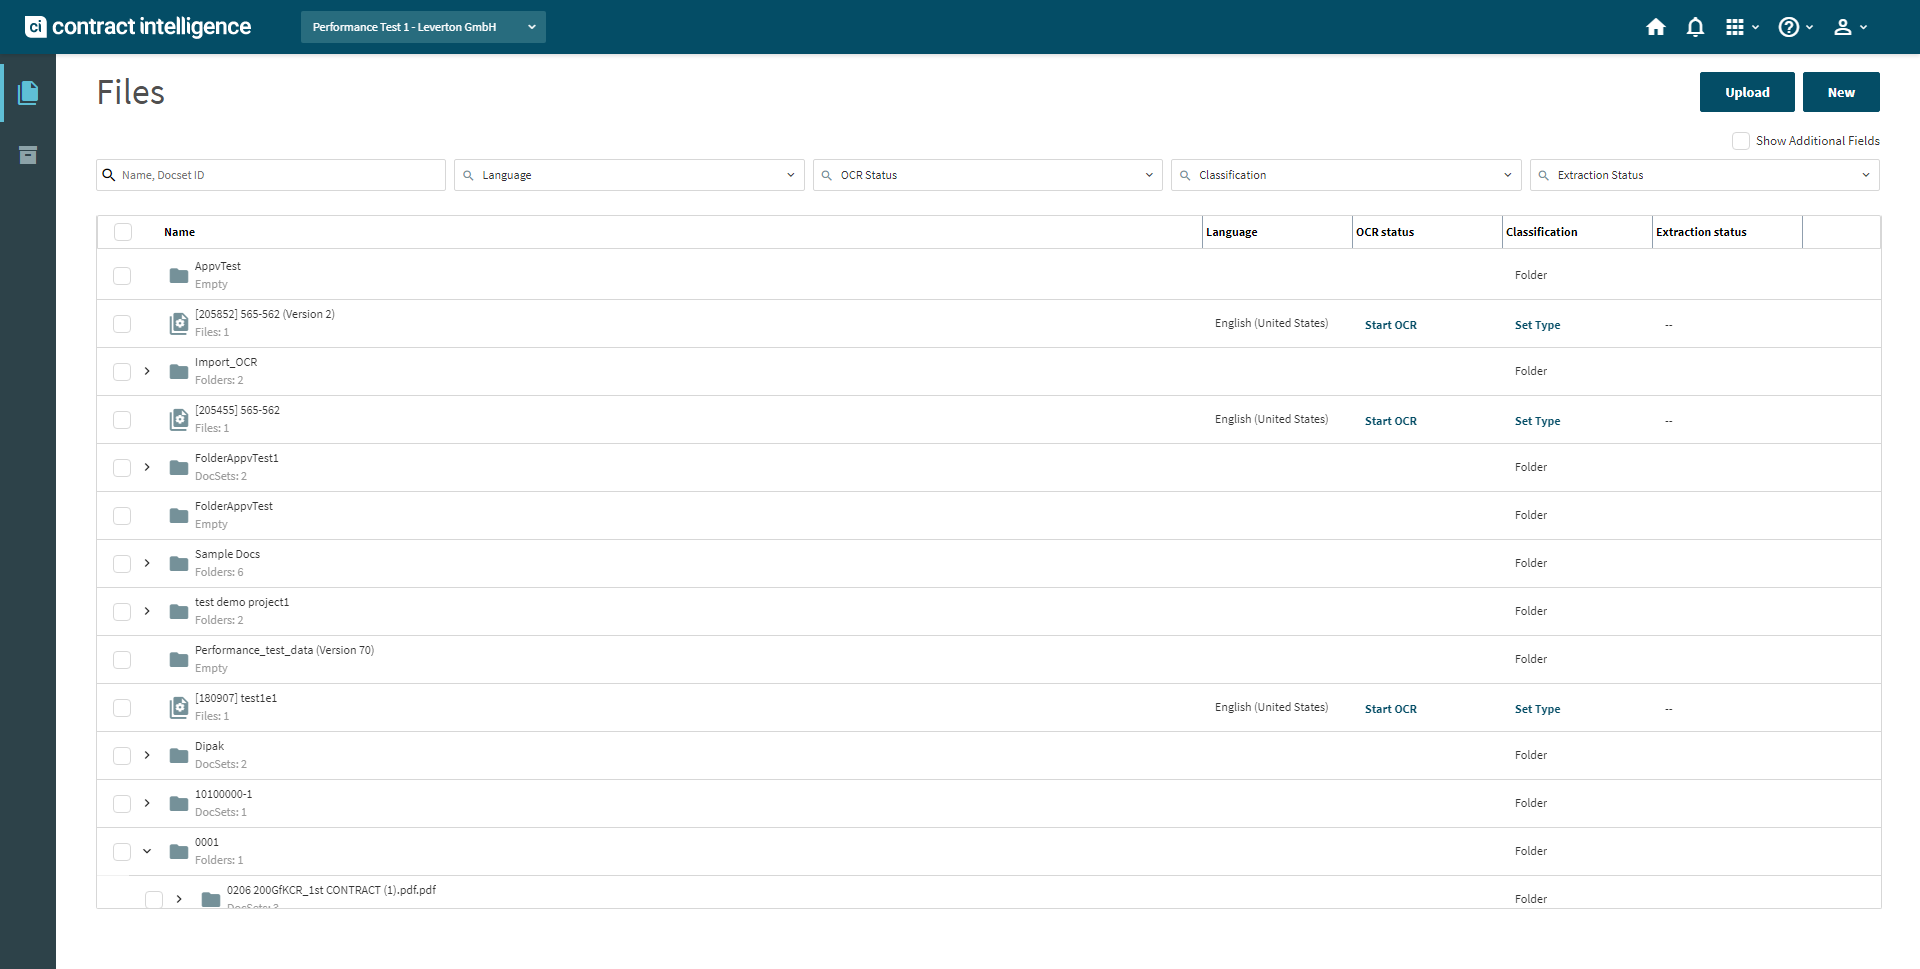 ci contract intelligence
Performance Test 1 - Leverton GmbH
Files
Upload
New
Show Additional Fields
Name, Docset ID
Language
OCR Status
Classification
Extraction Status
Name Language OCR status Classification Extraction status
AppvTest
Empty
Folder
[205852] 565-562 (Version 2)
Files: 1
English (United States) Start OCR Set Type --
Import_OCR
Folders: 2
Folder
[205455] 565-562
Files: 1
English (United States) Start OCR Set Type --
FolderAppvTest1
DocSets: 2
Folder
FolderAppvTest
Empty
Folder
Sample Docs
Folders: 6
Folder
test demo project1
Folders: 2
Folder
Performance_test_data (Version 70)
Empty
Folder
[180907] test1e1
Files: 1
English (United States) Start OCR Set Type --
Dipak
DocSets: 2
Folder
10100000-1
DocSets: 1
Folder
0001
Folders: 1
Folder
0206 200GfKCR_1st CONTRACT (1).pdf.pdf
DocSets: 3
Folder